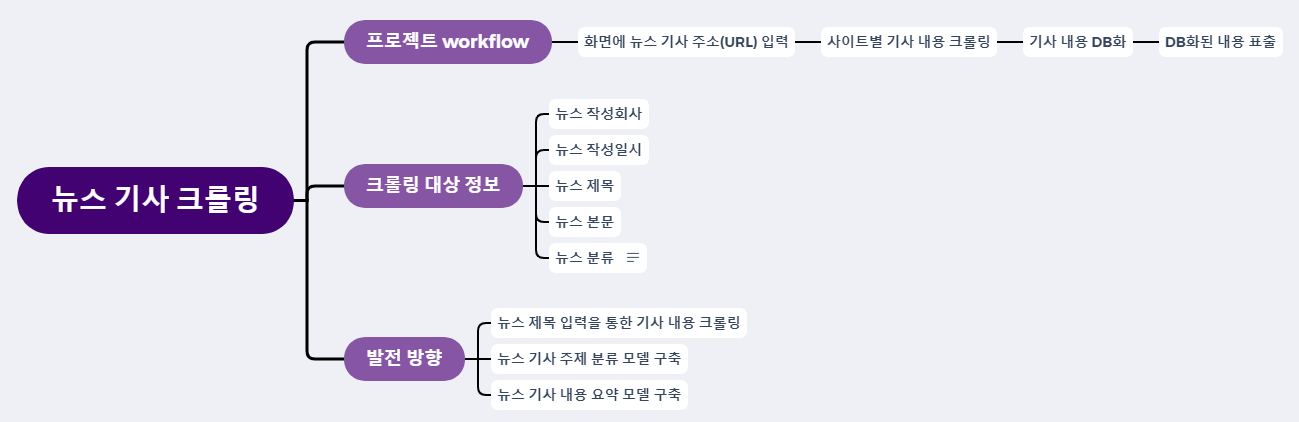 프로젝트 workflow
화면에 뉴스 기사 주소(URL) 입력
사이트별 기사 내용 크롤링
기사 내용 DB화
DB화된 내용 표출
뉴스 기사 크롤링
크롤링 대상 정보
뉴스 작성회사
뉴스 작성일시
뉴스 제목
뉴스 본문
뉴스 분류
발전 방향
뉴스 제목 입력을 통한 기사 내용 크롤링
뉴스 기사 주제 분류 모델 구축
뉴스 기사 내용 요약 모델 구축